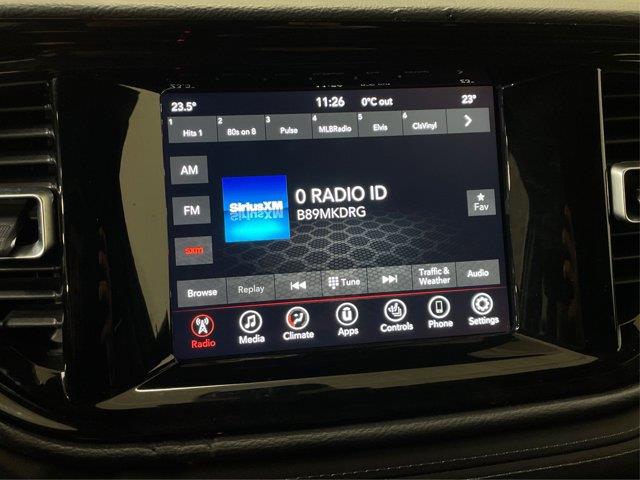 23.5° 11:26 0°C out 23°
1 Hits 1 2 80s on 8 3 Pulse 4 MLBRadio 5 Elvis 6 ClsVinyl
AM
FM
sxm
SiriusXM
0 RADIO ID
B89MKDRG
Fav
Browse Replay Tune Traffic & Weather Audio
Radio Media Climate Apps Controls Phone Settings